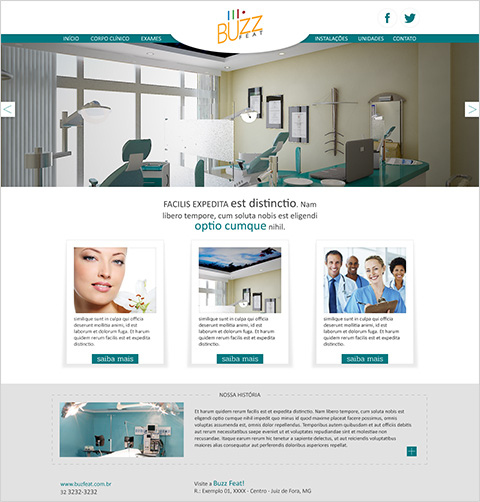 BUZZ
FEAT
INÍCIO CORPO CLÍNICO EXAMES INSTALAÇÕES UNIDADES CONTATO
< >
FACILIS EXPEDITA est distinctio. Nam
libero tempore, cum soluta nobis est eligendi
optio cumque nihil.
similique sunt in culpa qui officia
deserunt mollitia animi, id est
laborum et dolorum fuga. Et harum
quidem rerum facilis est et expedita
distinctio.
saiba mais
similique sunt in culpa qui officia
deserunt mollitia animi, id est
laborum et dolorum fuga. Et harum
quidem rerum facilis est et expedita
distinctio.
saiba mais
similique sunt in culpa qui officia
deserunt mollitia animi, id est
laborum et dolorum fuga. Et harum
quidem rerum facilis est et expedita
distinctio.
saiba mais
NOSSA HISTÓRIA
Et harum quidem rerum facilis est et expedita distinctio. Nam libero tempore, cum soluta nobis est
eligendi optio cumque nihil impedit quo minus id quod maxime placeat facere possimus, omnis
voluptas assumenda est, omnis dolor repellendus. Temporibus autem quibusdam et aut officiis debitis
aut rerum necessitatibus saepe eveniet ut et voluptates repudiandae sint et molestiae non
recusandae. Itaque earum rerum hic tenetur a sapiente delectus, ut aut reiciendis voluptatibus
maiores alias consequatur aut perferendis doloribus asperiores repellat.
+
www.buzfeat.com.br
32 3232-3232
Visite a Buzz Feat!
R.: Exemplo 01, XXXX - Centro - Juiz de Fora, MG